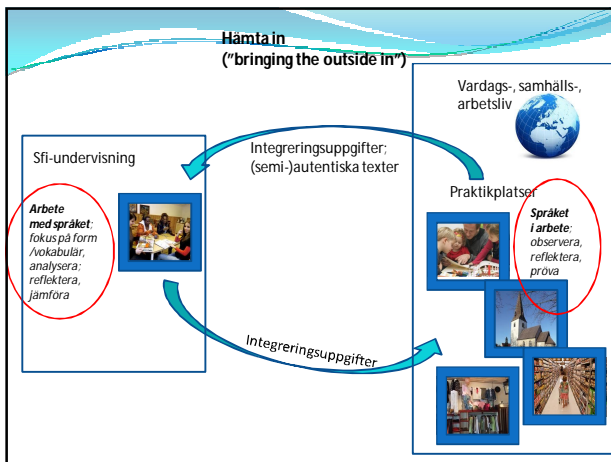 Hämta in
("bringing the outside in")
Vardags-, samhälls-,
arbetsliv
Sfi-undervisning
Integreringsuppgifter;
(semi-)autentiska texter
Praktikplatser
Arbete
med språket;
fokus på form
/vokabulär,
analysera;
reflektera,
jämföra
Språket
i arbete;
observera,
reflektera,
pröva
Integreringsuppgifter